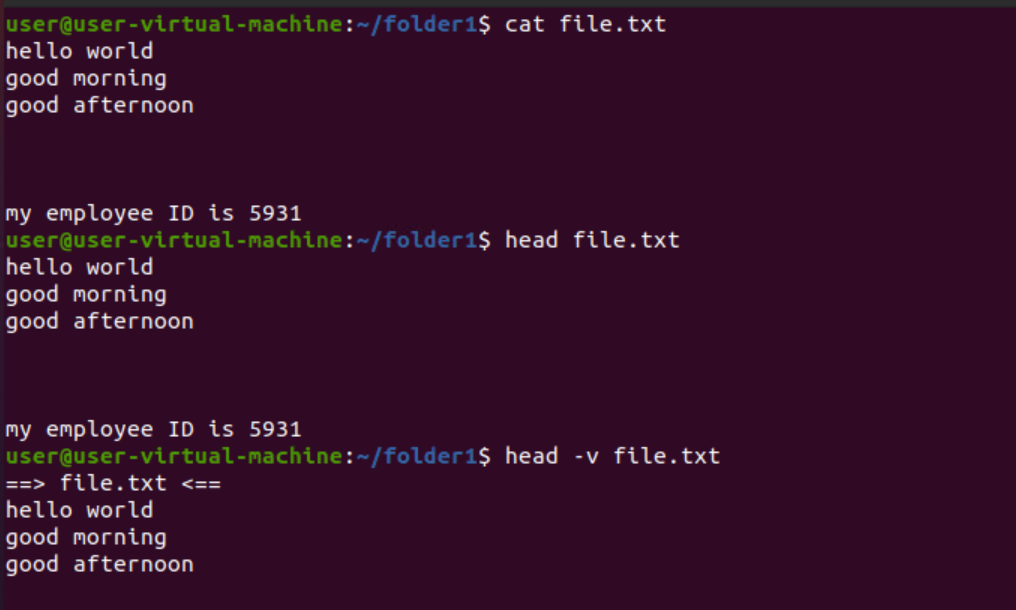 user@user-virtual-machine:~/folder1$ cat file.txt
hello world
good morning
good afternoon
my employee ID is 5931
user@user-virtual-machine:~/folder1$ head file.txt
hello world
good morning
good afternoon
my employee ID is 5931
user@user-virtual-machine:~/folder1$ head -v file.txt
==> file.txt <==
hello world
good morning
good afternoon